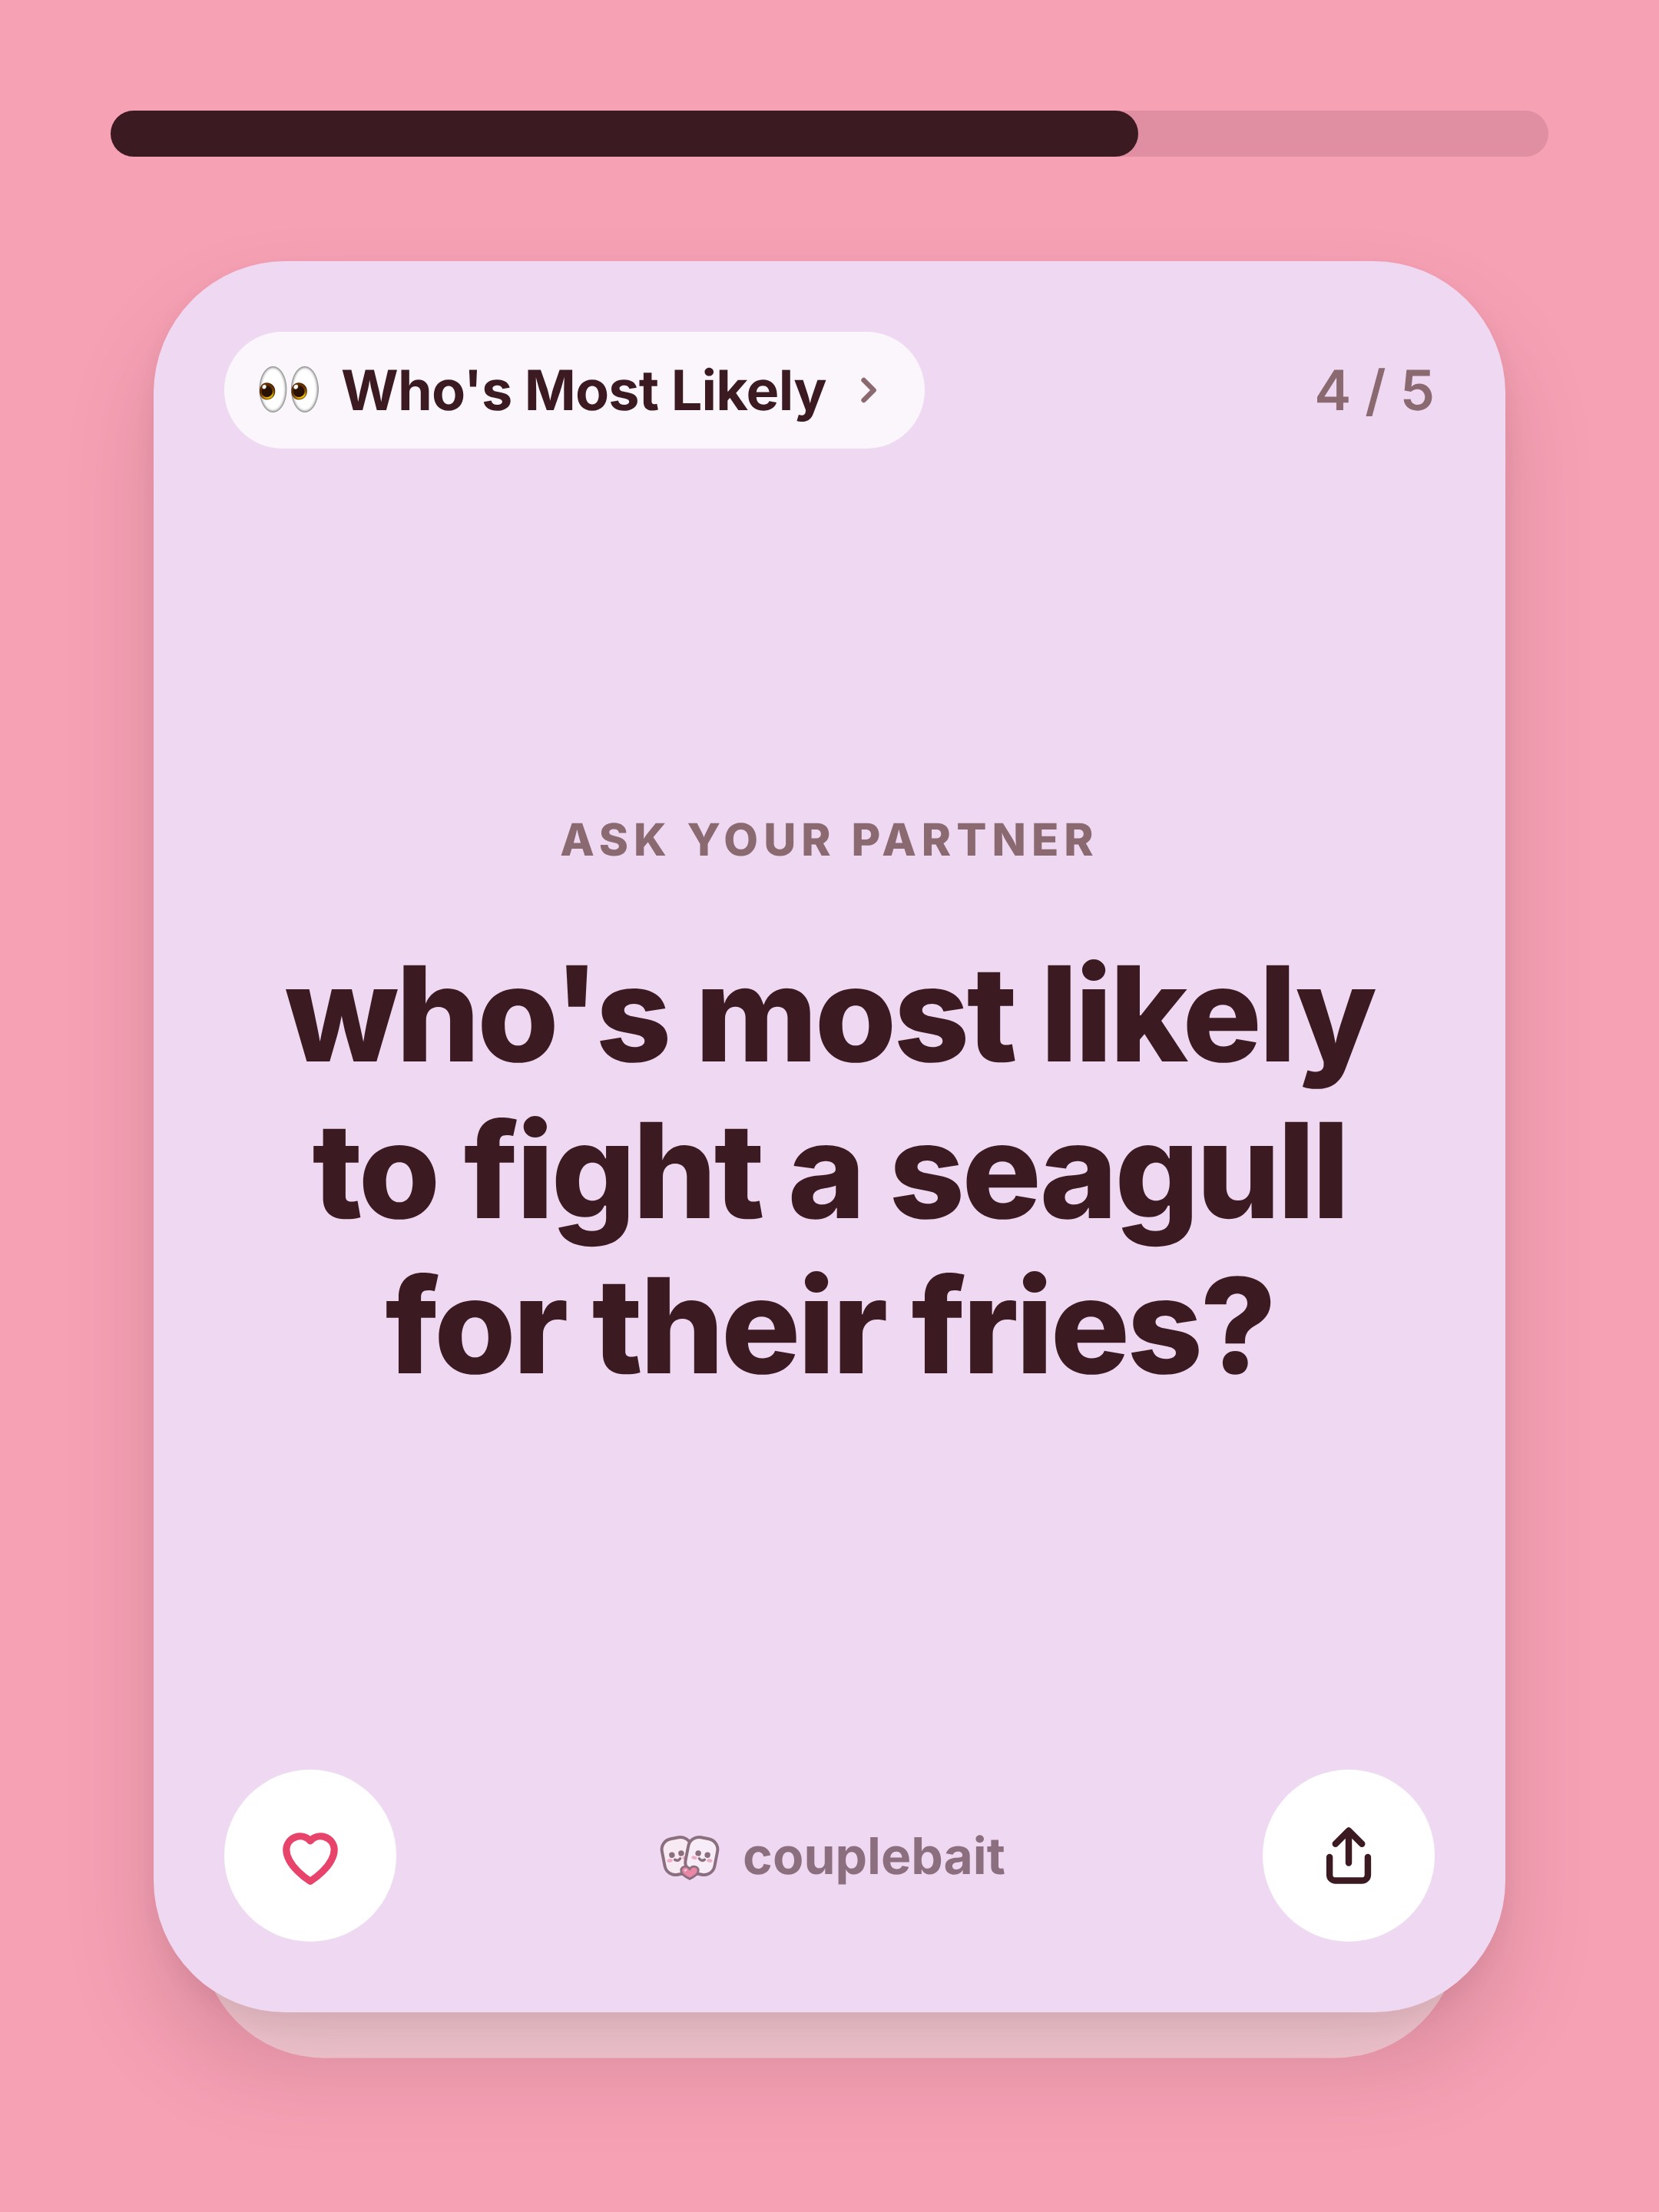 Who's Most Likely
4 / 5
ASK YOUR PARTNER
who's most likely
to fight a seagull
for their fries?
couplebait